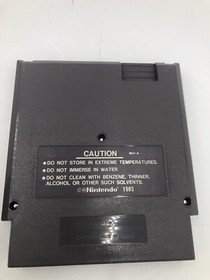 CAUTION
REV-A
• DO NOT STORE IN EXTREME TEMPERATURES.
• DO NOT IMMERSE IN WATER.
• DO NOT CLEAN WITH BENZENE, THINNER,
ALCOHOL OR OTHER SUCH SOLVENTS.
©Nintendo 1985